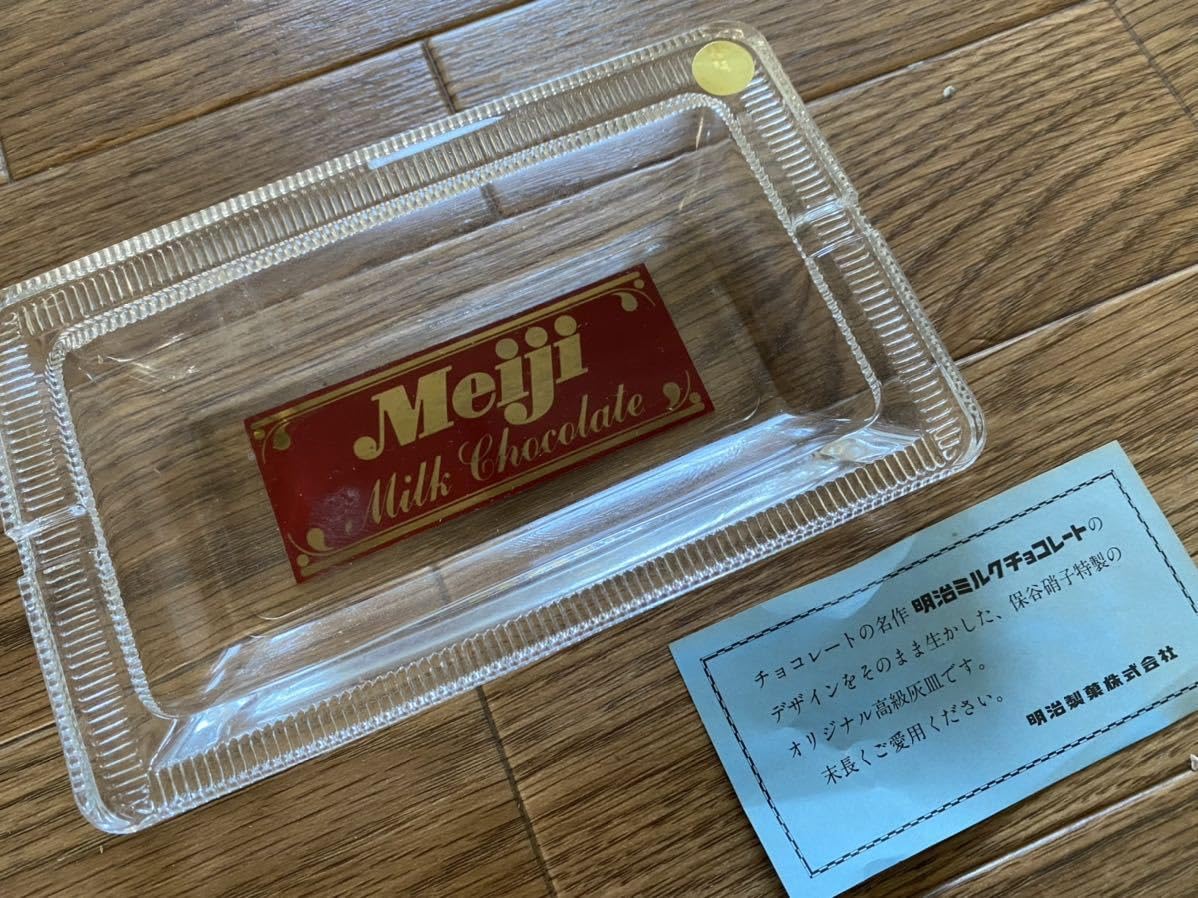 Meiji
Milk Chocolate
チョコレートの名作 明治ミルクチョコレートの
デザインをそのまま生かした、保谷硝子特製の
オリジナル高級灰皿です。
末長くご愛用ください。
明治製菓株式会社